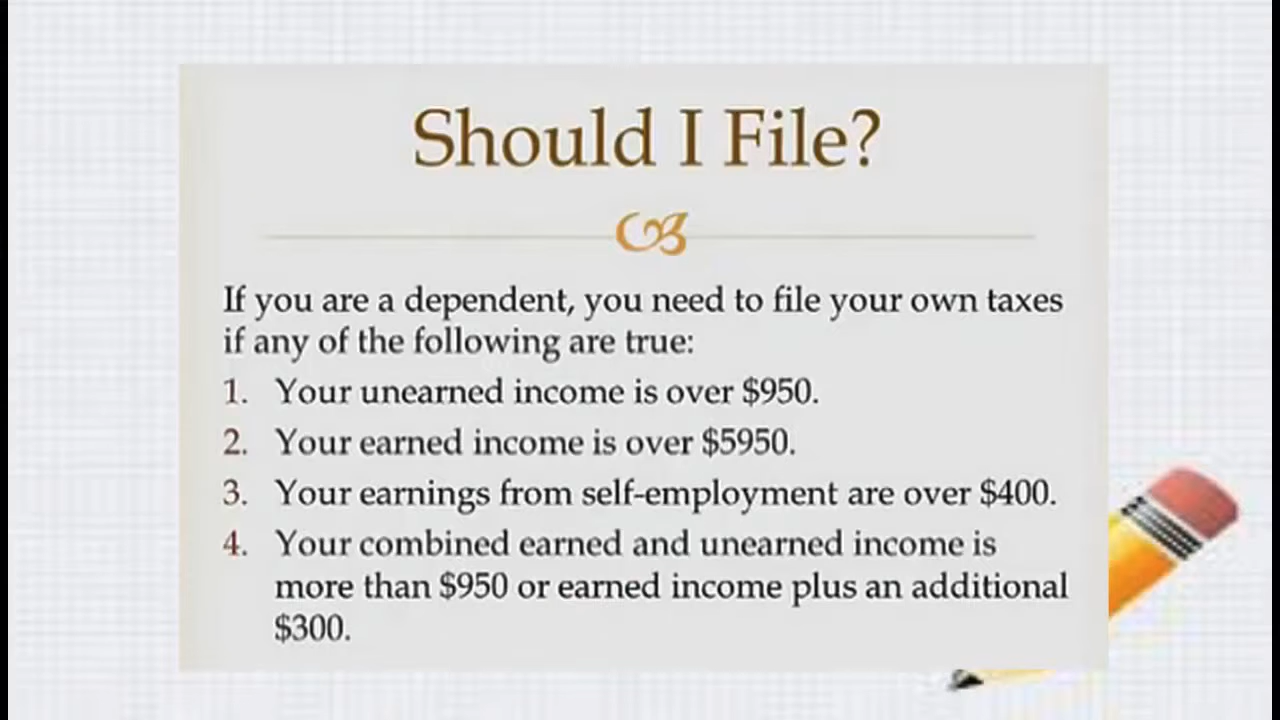 Should I File?
If you are a dependent, you need to file your own taxes
if any of the following are true:
1. Your unearned income is over $950.
2. Your earned income is over $5950.
3. Your earnings from self-employment are over $400.
4. Your combined earned and unearned income is
more than $950 or earned income plus an additional
$300.